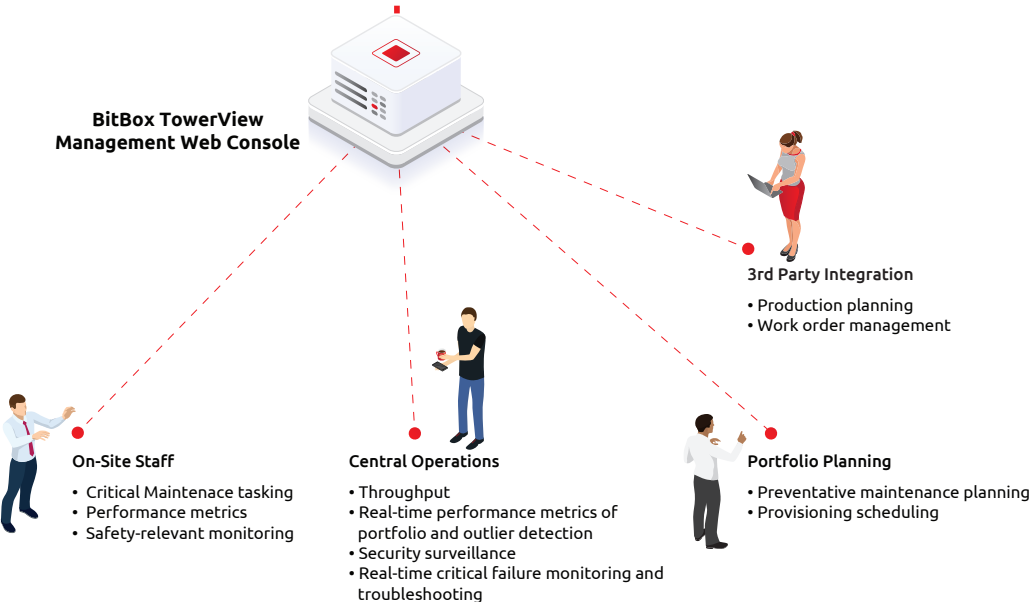 BitBox TowerView
Management Web Console
3rd Party Integration
• Production planning
• Work order management
On-Site Staff
• Critical Maintenace tasking
• Performance metrics
• Safety-relevant monitoring
Central Operations
• Throughput
• Real-time performance metrics of
portfolio and outlier detection
• Security surveillance
• Real-time critical failure monitoring and
troubleshooting
Portfolio Planning
• Preventative maintenance planning
• Provisioning scheduling